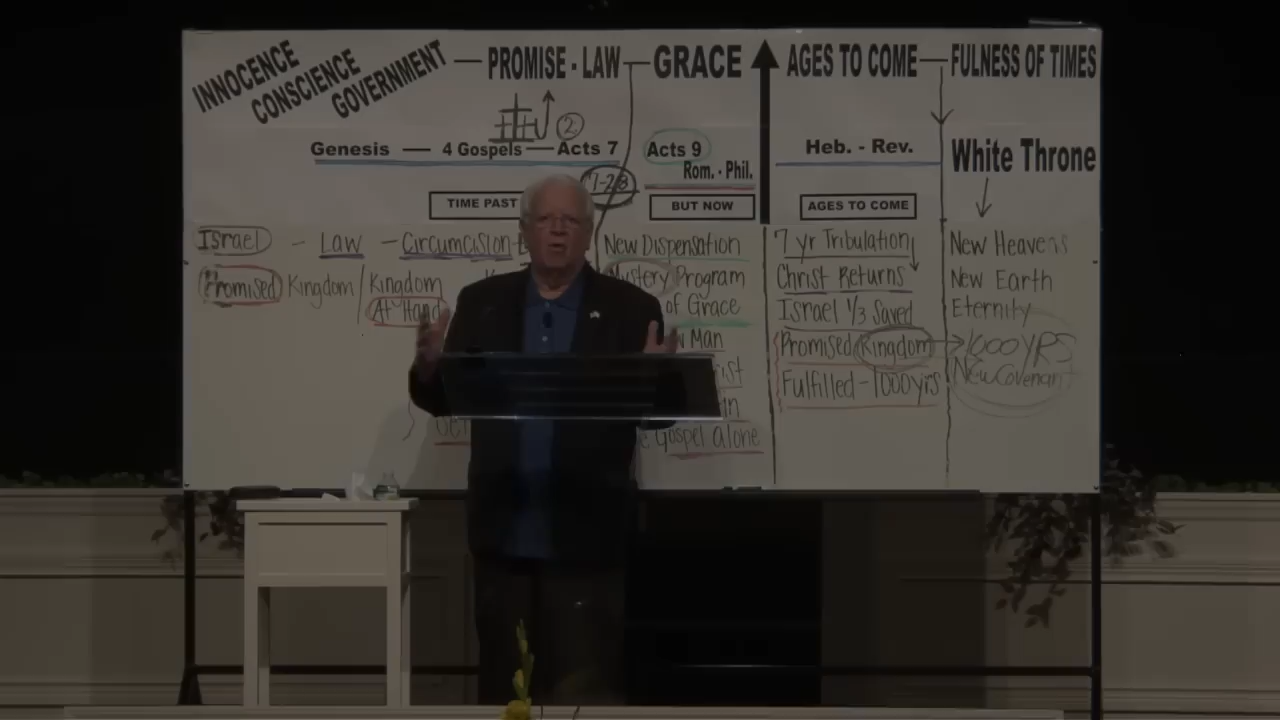 INNOCENCE
CONSCIENCE
GOVERNMENT — PROMISE - LAW — GRACE AGES TO COME — FULNESS OF TIMES
2
Genesis — 4 Gospels — Acts 7 Acts 9 Heb. - Rev. White Throne
Rom. - Phil.
7-28
TIME PAST BUT NOW AGES TO COME
Israel - Law - Circumcision New Dispensation 7 yr Tribulation New Heavens
Promised Kingdom / Kingdom Mystery Program Christ Returns New Earth
At Hand of Grace Israel 1/3 Saved Eternity
Man Promised Kingdom 1000 YRS
Fulfilled - 1000 yrs New Covenant
Gospel Alone